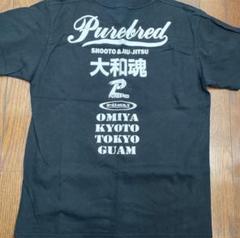 Purebred
SHOOTO & JIU-JITSU
大和魂
OMIYA
KYOTO
TOKYO
GUAM